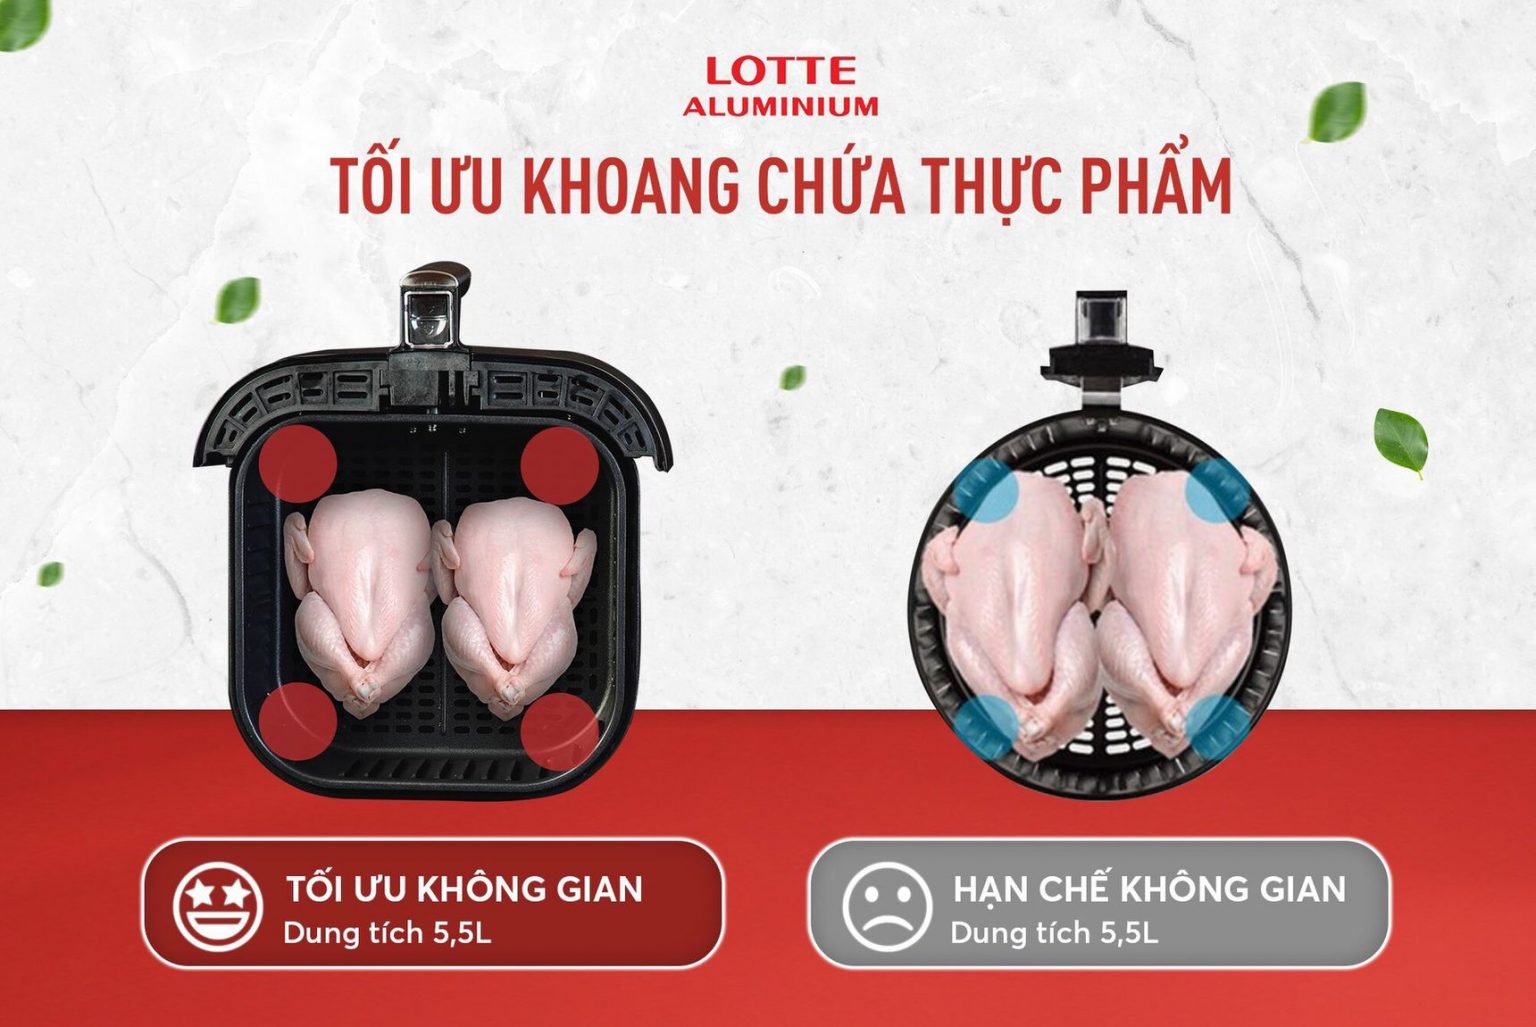 LOTTE
ALUMINIUM
TỐI ƯU KHOANG CHỨA THỰC PHẨM
TỐI ƯU KHÔNG GIAN
Dung tích 5,5L
HẠN CHẾ KHÔNG GIAN
Dung tích 5,5L